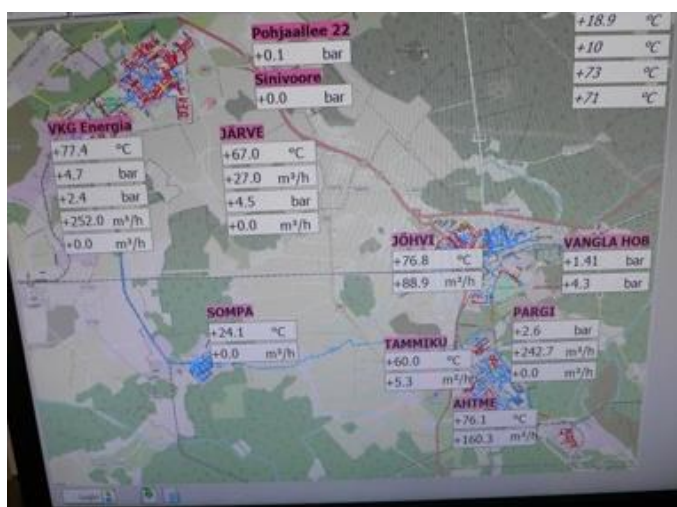 Pohjaallee 22
+0.1 bar
Sinivoore
+0.0 bar
+18.9 °C
+10 °C
+73 °C
+71 °C
VKG Energia
+77.4 °C
+4.7 bar
+2.4 bar
+252.0 m³/h
+0.0 m³/h
JÄRVE
+67.0 °C
+27.0 m³/h
+4.5 bar
+0.0 m³/h
JÕHVI
+76.8 °C
+88.9 m³/h
VANGLA HOB
+1.41 bar
+4.3 bar
SOMPA
+24.1 °C
+0.0 m³/h
PARGI
+2.6 bar
+242.7 m³/h
+0.0 m³/h
TAMMIKU
+60.0 °C
+5.3 m³/h
AHTME
+76.1 °C
+160.3 m³/h